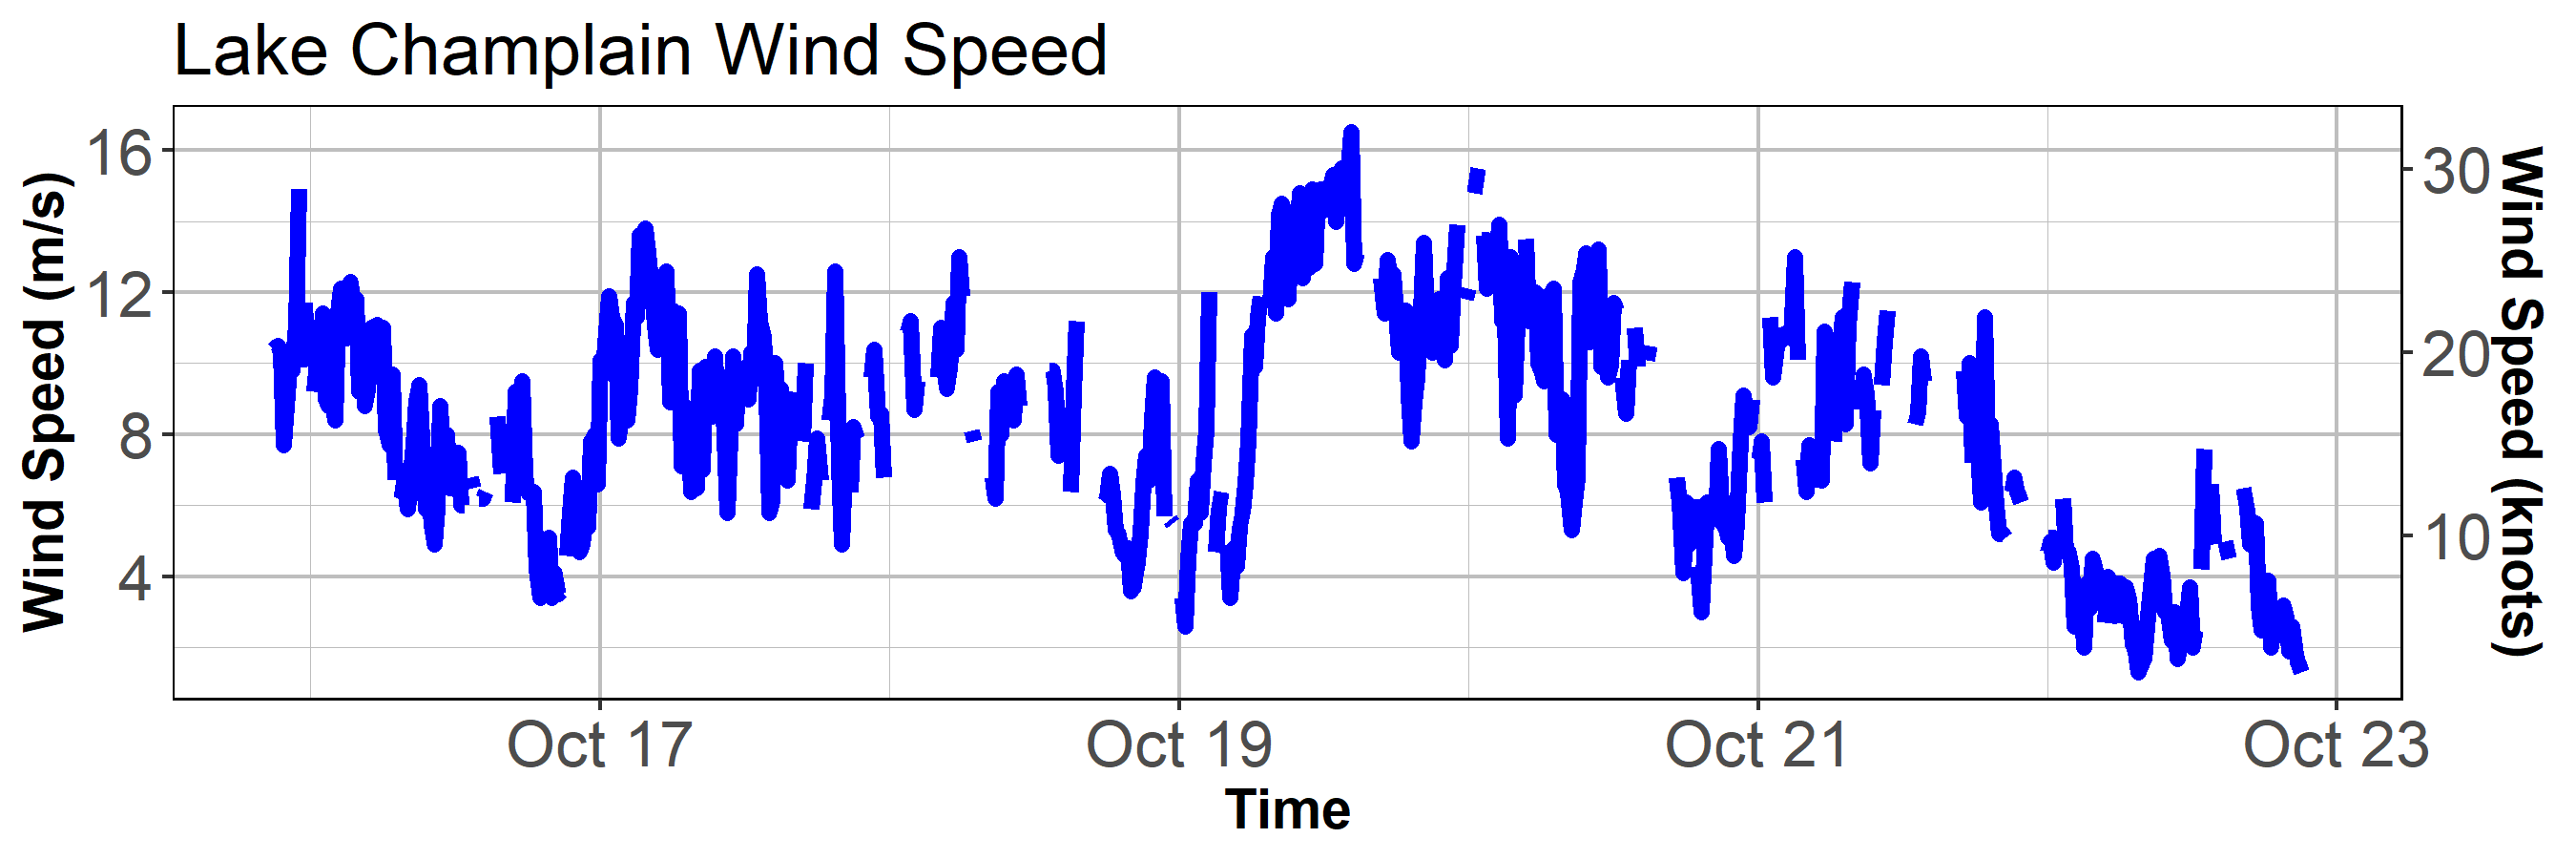 Lake Champlain Wind Speed
Wind Speed (m/s)
16
12
8
4
30
20
10
Wind Speed (knots)
Oct 17
Oct 19
Oct 21
Oct 23
Time